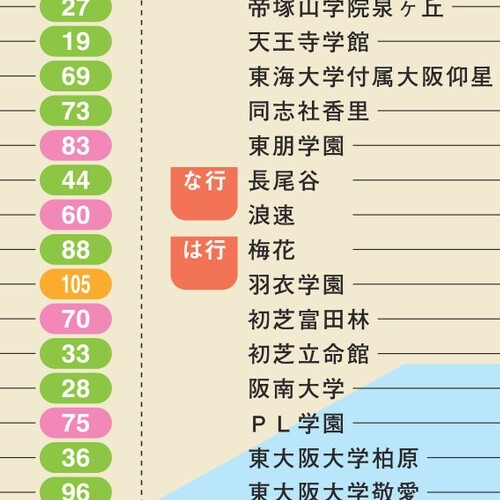 27 帝塚山学院泉ヶ丘
19 天王寺学館
69 東海大学付属大阪仰星
73 同志社香里
83 東朋学園
44 な行 長尾谷
60 浪速
88 は行 梅花
105 羽衣学園
70 初芝富田林
33 初芝立命館
28 阪南大学
75 ＰＬ学園
36 東大阪大学柏原
96 東大阪大学敬愛